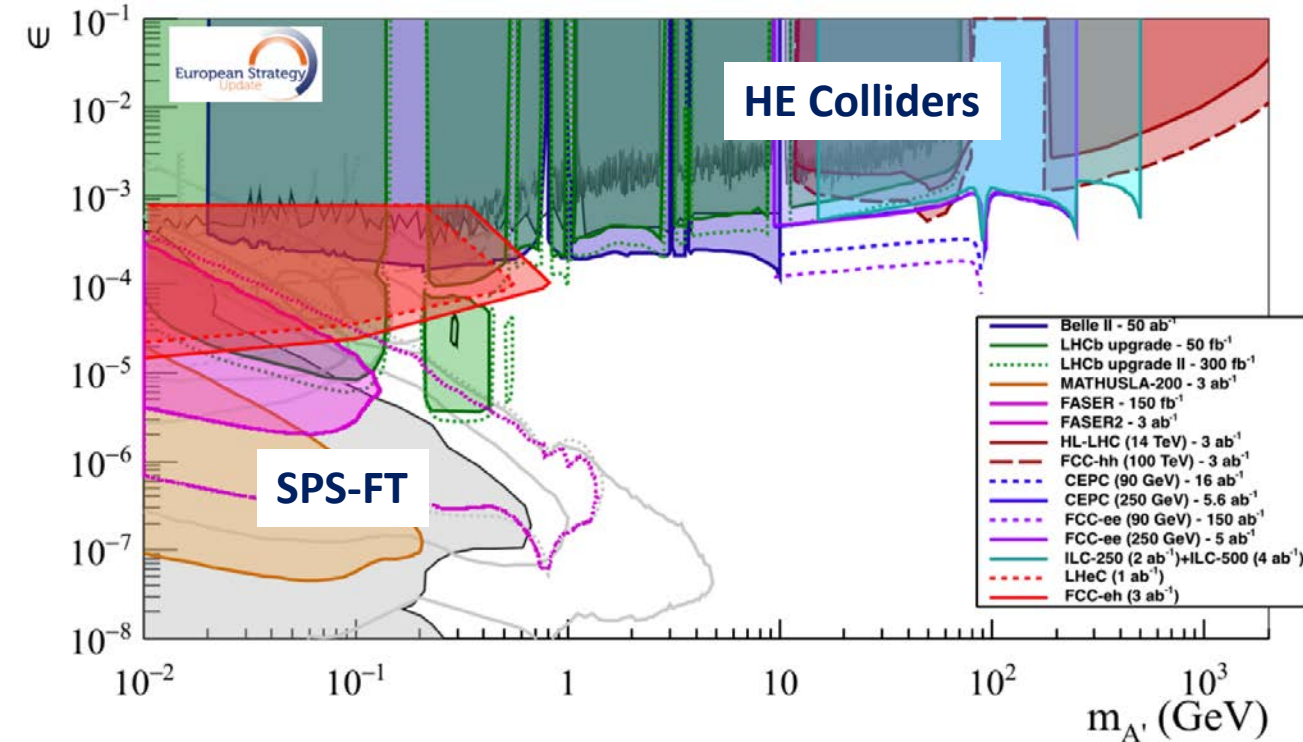 ϵ
10⁻¹
10⁻²
10⁻³
10⁻⁴
10⁻⁵
10⁻⁶
10⁻⁷
10⁻⁸
European Strategy
Update
HE Colliders
SPS-FT
Belle II - 50 ab⁻¹
LHCb upgrade - 50 fb⁻¹
LHCb upgrade II - 300 fb⁻¹
MATHUSLA-200 - 3 ab⁻¹
FASER - 150 fb⁻¹
FASER2 - 3 ab⁻¹
HL-LHC (14 TeV) - 3 ab⁻¹
FCC-hh (100 TeV) - 3 ab⁻¹
CEPC (90 GeV) - 16 ab⁻¹
CEPC (250 GeV) - 5.6 ab⁻¹
FCC-ee (90 GeV) - 150 ab⁻¹
FCC-ee (250 GeV) - 5 ab⁻¹
ILC-250 (2 ab⁻¹)+ILC-500 (4 ab⁻¹)
LHeC (1 ab⁻¹)
FCC-eh (3 ab⁻¹)
10⁻² 10⁻¹ 1 10 10² 10³
m_A' (GeV)